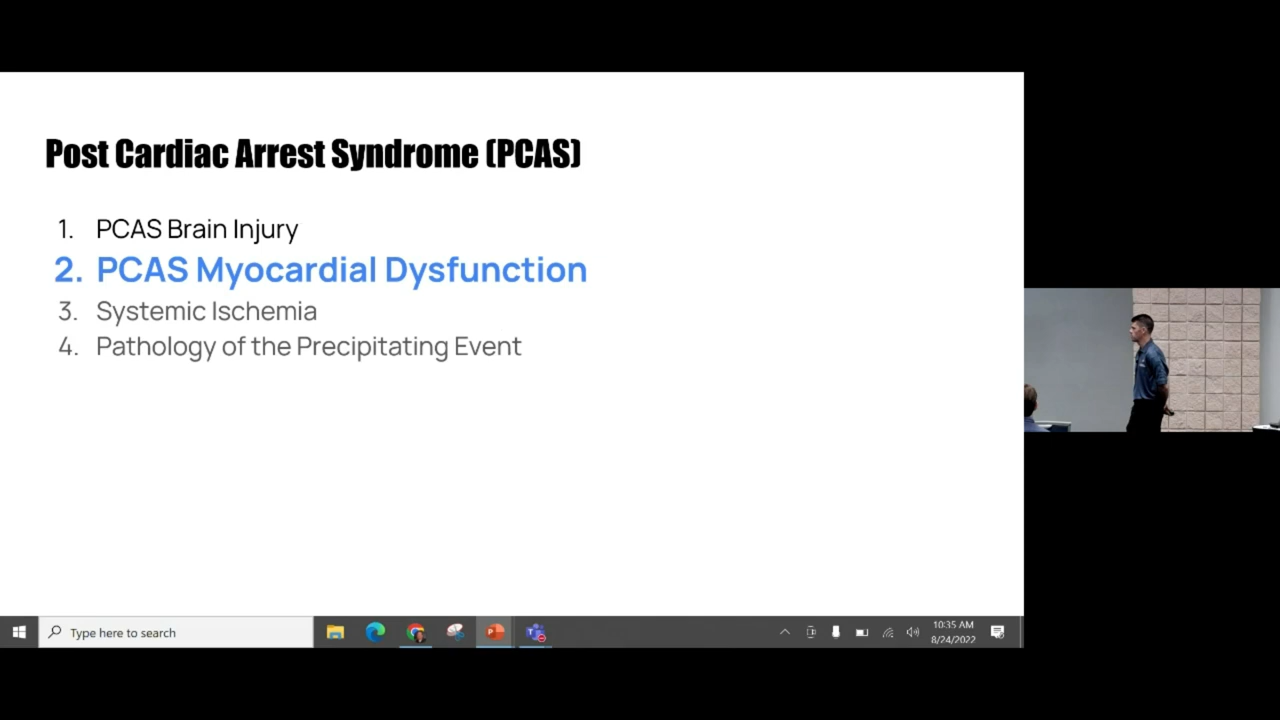 Post Cardiac Arrest Syndrome (PCAS)
1. PCAS Brain Injury
2. PCAS Myocardial Dysfunction
3. Systemic Ischemia
4. Pathology of the Precipitating Event
Type here to search
10:35 AM
8/24/2022